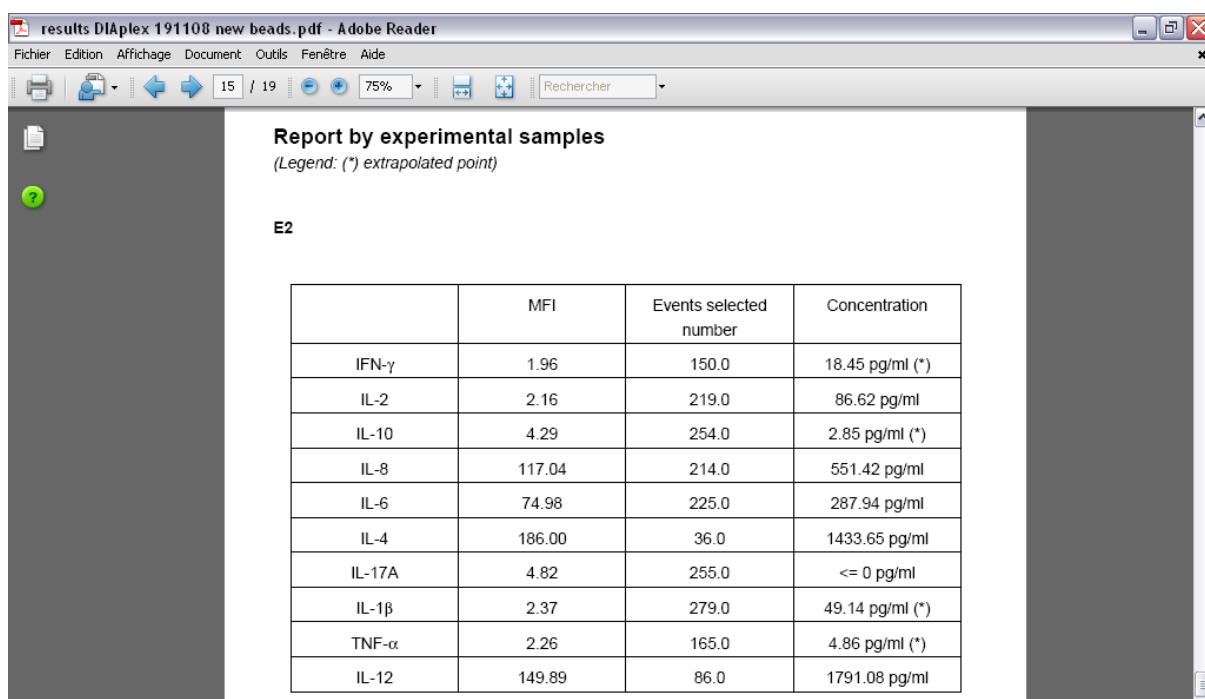 results DIAplex 191108 new beads.pdf - Adobe Reader
Fichier Edition Affichage Document Outils Fenêtre Aide
15 / 19 75% Rechercher
Report by experimental samples
(Legend: (*) extrapolated point)
E2
MFI Events selected number Concentration
IFN-γ 1.96 150.0 18.45 pg/ml (*)
IL-2 2.16 219.0 86.62 pg/ml
IL-10 4.29 254.0 2.85 pg/ml (*)
IL-8 117.04 214.0 551.42 pg/ml
IL-6 74.98 225.0 287.94 pg/ml
IL-4 186.00 36.0 1433.65 pg/ml
IL-17A 4.82 255.0 <= 0 pg/ml
IL-1β 2.37 279.0 49.14 pg/ml (*)
TNF-α 2.26 165.0 4.86 pg/ml (*)
IL-12 149.89 86.0 1791.08 pg/ml